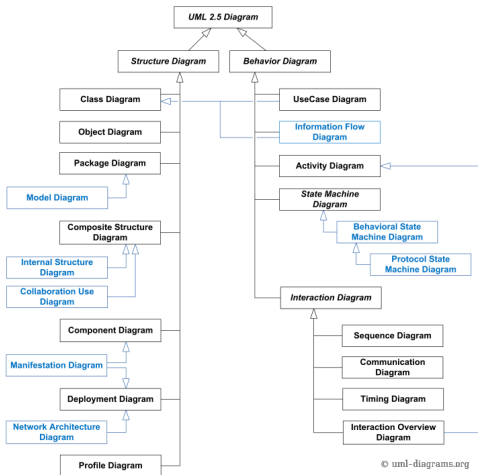 UML 2.5 Diagram
Structure Diagram
Behavior Diagram
Class Diagram
UseCase Diagram
Object Diagram
Information Flow
Diagram
Package Diagram
Activity Diagram
Model Diagram
State Machine
Diagram
Composite Structure
Diagram
Behavioral State
Machine Diagram
Internal Structure
Diagram
Protocol State
Machine Diagram
Collaboration Use
Diagram
Interaction Diagram
Component Diagram
Sequence Diagram
Manifestation Diagram
Communication
Diagram
Deployment Diagram
Timing Diagram
Network Architecture
Diagram
Interaction Overview
Diagram
Profile Diagram
© uml-diagrams.org